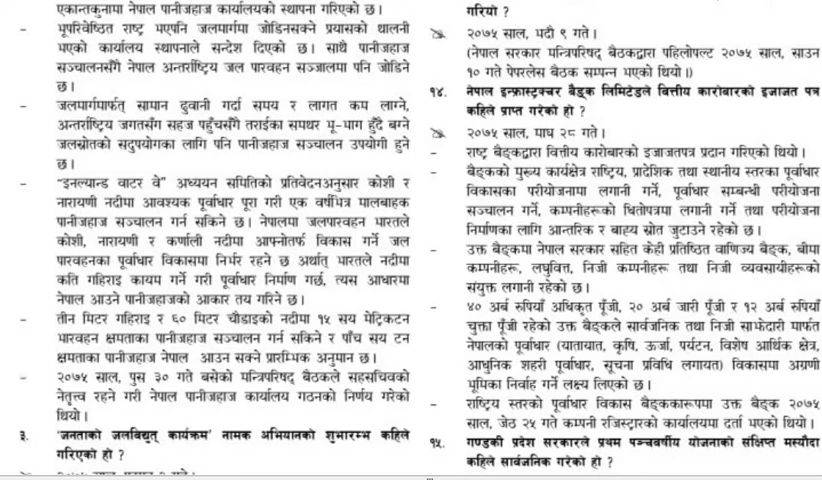 एकान्तकुनामा नेपाल पानीजहाज कार्यालयको स्थापना गरिएको छ।
- भूपरिवेष्ठित राष्ट्र भएपनि जलमार्गमा जोडिनसक्ने प्रयासको थालनी
भएको कार्यालय स्थापनाले सन्देश दिएको छ। साथै पानीजहाज
सञ्चालनसँगै नेपाल अन्तर्राष्ट्रिय जल पारवहन सञ्जालमा पनि जोडिने
छ।
- जलमार्गमार्फत् सामान ढुवानी गर्दा समय र लागत कम लाग्ने,
अन्तर्राष्ट्रिय जगतसँग सहज पहुँचसँगै तराईका समथर भू-भाग हुँदै बग्ने
जलस्रोतको सदुपयोगका लागि पनि पानीजहाज सञ्चालन उपयोगी हुने
छ।
- "इनल्यान्ड वाटर वे" अध्ययन समितिको प्रतिवेदनअनुसार कोशी र
नारायणी नदीमा आवश्यक पूर्वाधार पूरा गरी एक वर्षभित्र मालबाहक
पानीजहाज सञ्चालन गर्न सकिने छ। नेपालमा जलपारवहन भारतले
कोशी, नारायणी र कर्णाली नदीमा आफ्नोतर्फ विकास गर्ने जल
पारवहनका पूर्वाधार विकासमा निर्भर रहने छ अर्थात् भारतले नदीमा
कति गहिराइ कायम गर्ने गरी पूर्वाधार निर्माण गर्छ, त्यस आधारमा
नेपाल आउने पानीजहाजको आकार तय गरिने छ।
- तीन मिटर गहिराइ र ६० मिटर चौडाइको नदीमा १५ सय मेट्रिकटन
भारवहन क्षमताका पानीजहाज सञ्चालन गर्न सकिने र पाँच सय टन
क्षमताका पानीजहाज नेपाल आउन सक्ने प्रारम्भिक अनुमान छ।
- २०७५ साल, पुस ३० गते बसेको मन्त्रिपरिषद् बैठकले सहसचिवको
नेतृत्व रहने गरी नेपाल पानीजहाज कार्यालय गठनको निर्णय गरेको
थियो।
३. 'जनताको जलविद्युत् कार्यक्रम' नामक अभियानको शुभारम्भ कहिले
गरिएको हो ?
गरियो ?
२०७५ साल, भदौ ९ गते।
(नेपाल सरकार मन्त्रिपरिषद् बैठकद्वारा पहिलोपल्ट २०७५ साल, साउन
१० गते पेपरलेस बैठक सम्पन्न भएको थियो।)
१४. नेपाल इन्फ्रास्ट्रक्चर बैङ्क लिमिटेडले वित्तीय कारोबारको इजाजत पत्र
कहिले प्राप्त गरेको हो ?
२०७५ साल, माघ २८ गते।
- राष्ट्र बैङ्कद्वारा वित्तीय कारोबारको इजाजतपत्र प्रदान गरिएको थियो।
- बैङ्कको मुख्य कार्यक्षेत्र राष्ट्रिय, प्रादेशिक तथा स्थानीय स्तरका पूर्वाधार
विकासका परियोजनामा लगानी गर्ने, पूर्वाधार सम्बन्धी परियोजना
सञ्चालन गर्ने, कम्पनीहरूको धितोपत्रमा लगानी गर्ने तथा परियोजना
निर्माणका लागि आन्तरिक र बाह्य स्रोत जुटाउने रहेको छ।
- उक्त बैङ्कमा नेपाल सरकार सहित केही प्रतिष्ठित वाणिज्य बैङ्क, बीमा
कम्पनीहरू, लघुवित्त, निजी कम्पनीहरू तथा निजी व्यवसायीहरूको
संयुक्त लगानी रहेको छ।
- ४० अर्ब रुपियाँ अधिकृत पूँजी, २० अर्ब जारी पूँजी र १२ अर्ब रुपियाँ
चुक्ता पूँजी रहेको उक्त बैङ्कले सार्वजनिक तथा निजी साझेदारी मार्फत
नेपालको पूर्वाधार (यातायात, कृषि, ऊर्जा, पर्यटन, विशेष आर्थिक क्षेत्र,
आधुनिक शहरी पूर्वाधार, सूचना प्रविधि लगायत) विकासमा अग्रणी
भूमिका निर्वाह गर्ने लक्ष्य लिएको छ।
- राष्ट्रिय स्तरको पूर्वाधार विकास बैङ्ककारूपमा उक्त बैङ्क २०७५
साल, जेठ २५ गते कम्पनी रजिस्ट्रारको कार्यालयमा दर्ता भएको थियो।
१५. गण्डकी प्रदेश सरकारले प्रथम पञ्चवर्षीय योजनाको संक्षिप्त मस्यौदा
कहिले सार्वजनिक गरेको हो ?